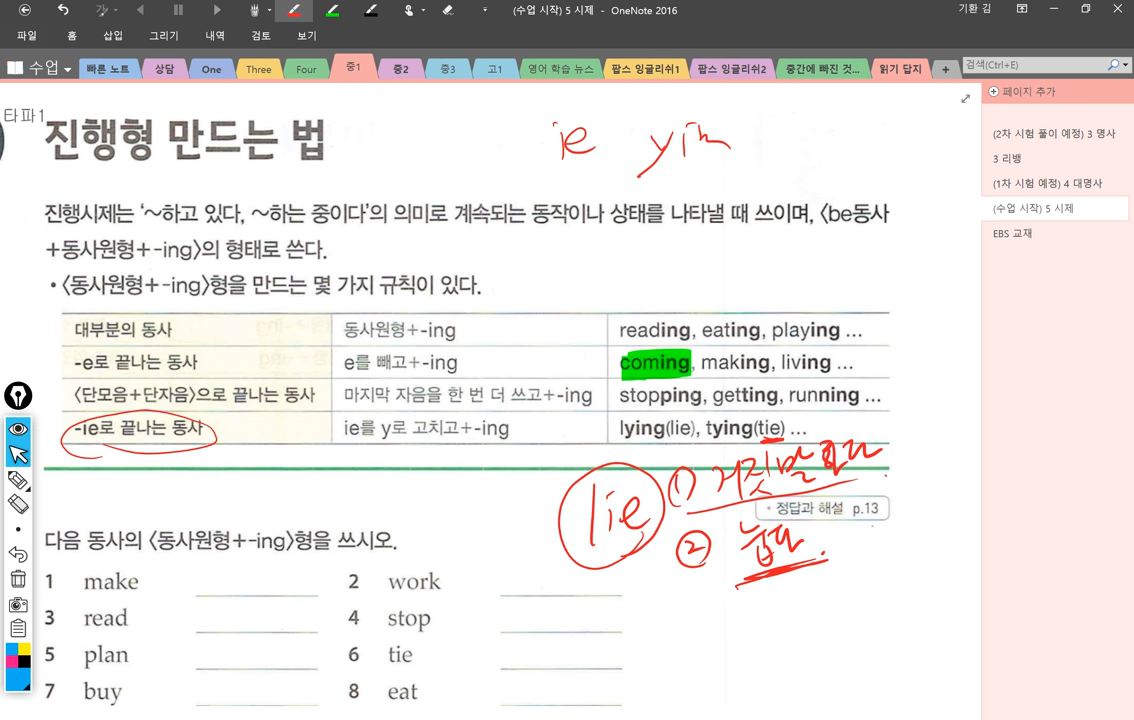 (수업 시작) 5 시제 - OneNote 2016
기환 김
파일 홈 삽입 그리기 내역 검토 보기
수업 빠른 노트 상담 One Three Four 중1 중2 중3 고1 영어 학습 뉴스 팝스 잉글리쉬1 팝스 잉글리쉬2 중간에 빠진 것... 읽기 답지 + 검색(Ctrl+E)
페이지 추가
(2차 시험 풀이 예정) 3 명사
3 리뱅
(1차 시험 예정) 4 대명사
(수업 시작) 5 시제
EBS 교재
타파1
진행형 만드는 법
ie
진행시제는 '~하고 있다, ~하는 중이다'의 의미로 계속되는 동작이나 상태를 나타낼 때 쓰이며, 〈be동사
+동사원형+-ing〉의 형태로 쓴다.
• 〈동사원형+-ing〉형을 만드는 몇 가지 규칙이 있다.
대부분의 동사 동사원형+-ing reading, eating, playing ...
-e로 끝나는 동사 e를 빼고+-ing coming, making, living ...
〈단모음+단자음〉으로 끝나는 동사 마지막 자음을 한 번 더 쓰고+-ing stopping, getting, running ...
-ie로 끝나는 동사 ie를 y로 고치고+-ing lying(lie), tying(tie) ...
lie ① 거짓말하다
② 눕다
• 정답과 해설 p.13
다음 동사의 〈동사원형+-ing〉형을 쓰시오.
1 make 2 work
3 read 4 stop
5 plan 6 tie
7 buy 8 eat